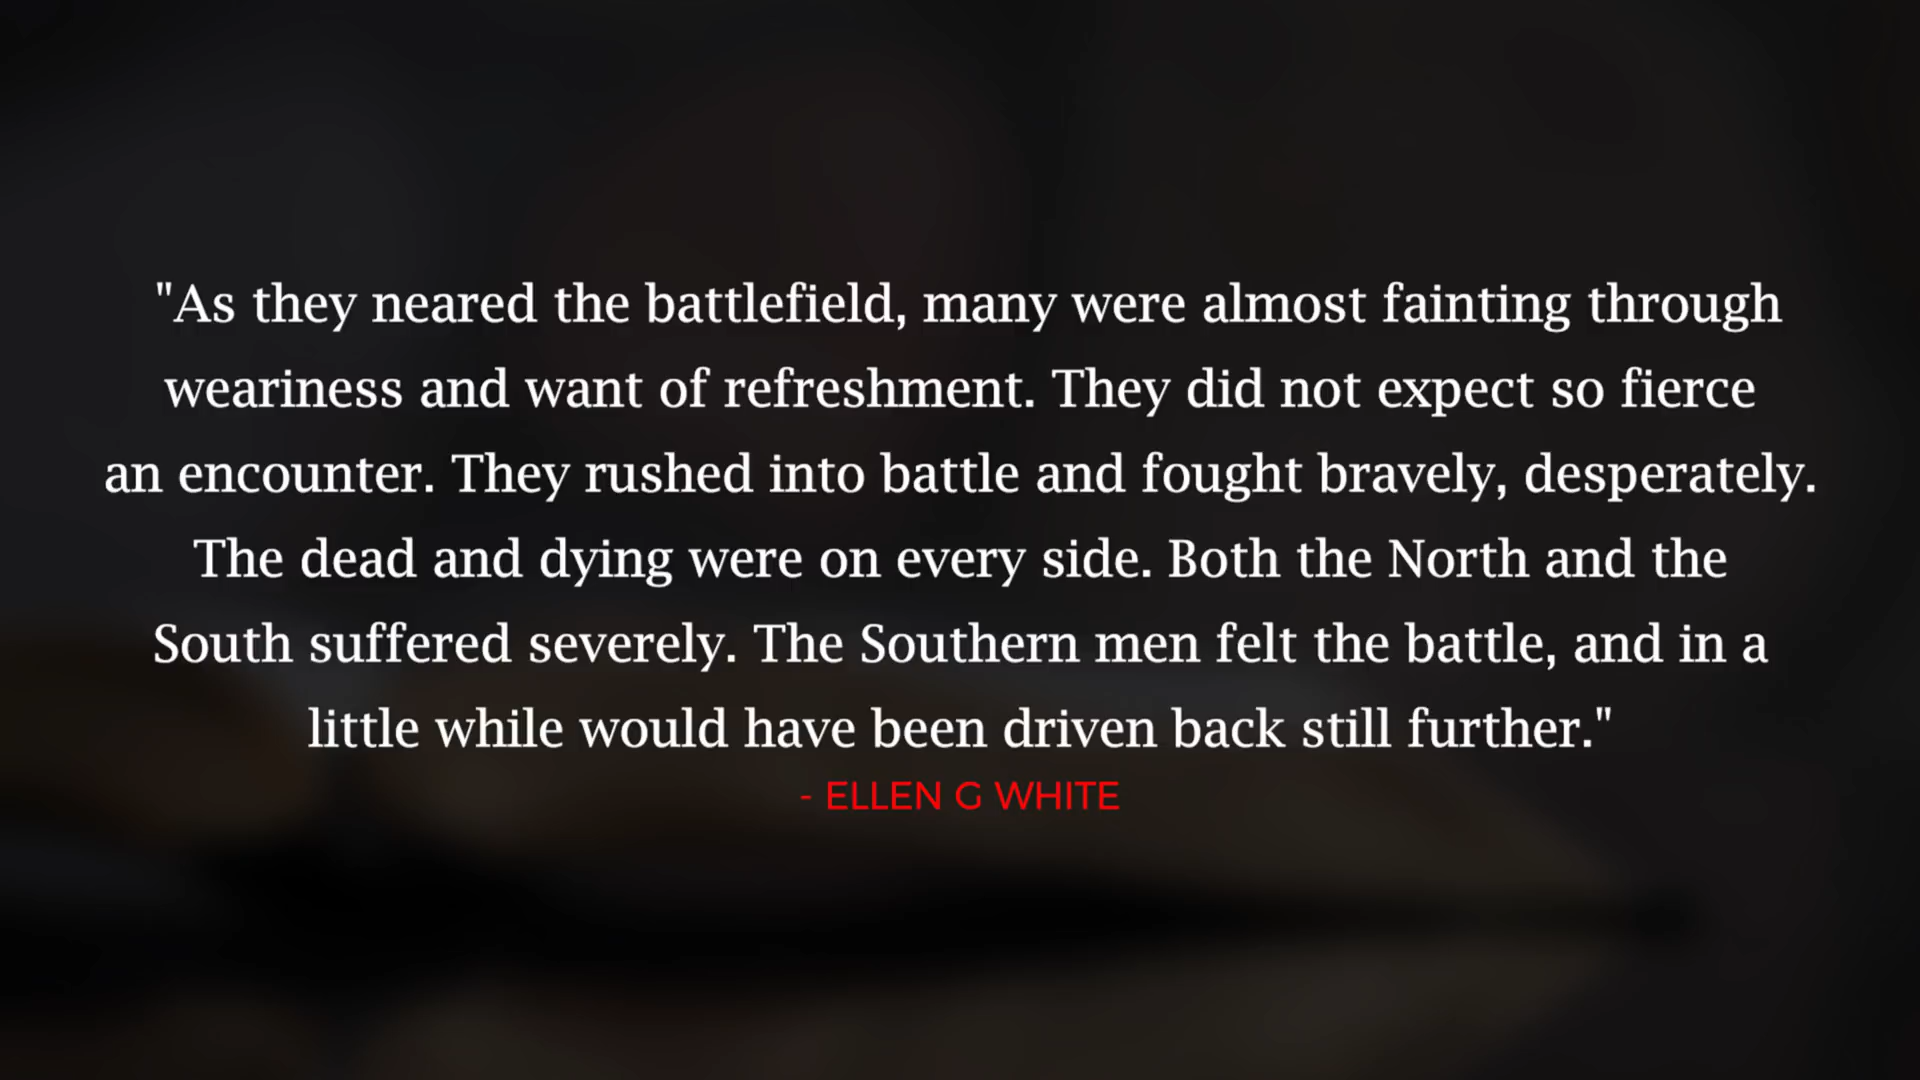 "As they neared the battlefield, many were almost fainting through
weariness and want of refreshment. They did not expect so fierce
an encounter. They rushed into battle and fought bravely, desperately.
The dead and dying were on every side. Both the North and the
South suffered severely. The Southern men felt the battle, and in a
little while would have been driven back still further."
- ELLEN G WHITE